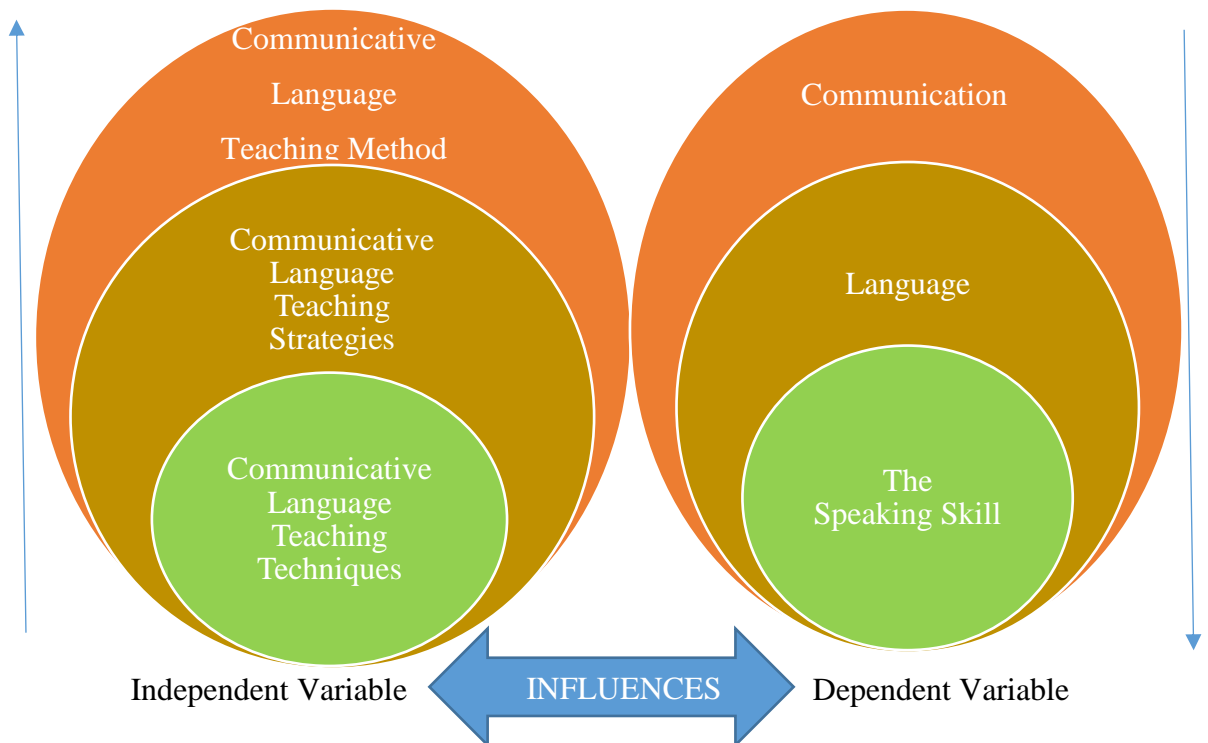 Communicative
Language
Teaching Method
Communicative
Language
Teaching
Strategies
Communicative
Language
Teaching
Techniques
Communication
Language
The
Speaking Skill
Independent Variable
INFLUENCES
Dependent Variable